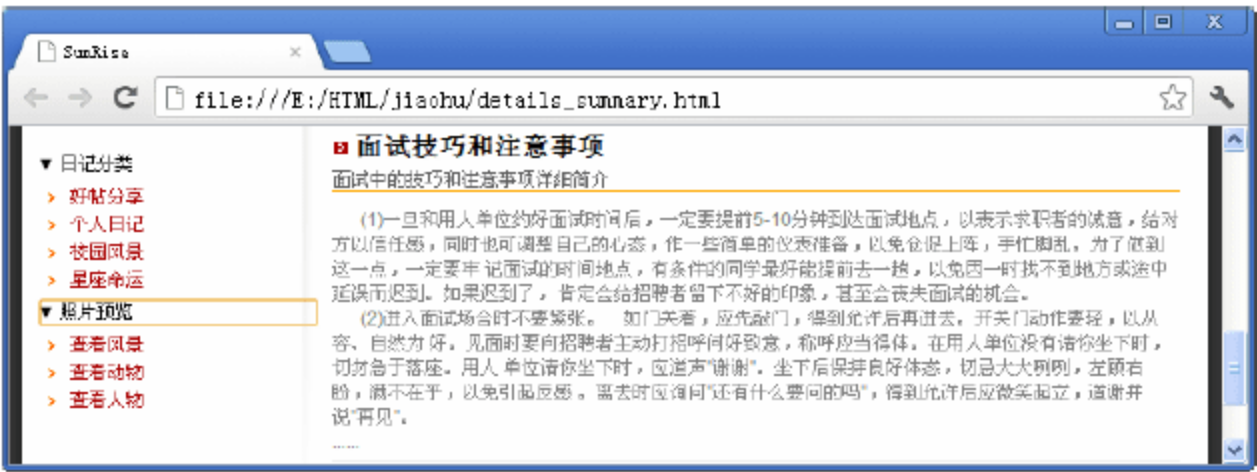 SunRise
file:///E:/HTML/jiaohu/details_sunnary.html
日记分类
好帖分享
个人日记
校园风景
星座命运
照片预览
查看风景
查看动物
查看人物
面试技巧和注意事项
面试中的技巧和注意事项详细简介
(1)一旦和用人单位约好面试时间后，一定要提前5-10分钟到达面试地点，以表示求职者的诚意，给对
方以信任感，同时也可调整自己的心态，作一些简单的仪表准备，以免仓促上阵，手忙脚乱。为了做到
这一点，一定要牢 记面试的时间地点，有条件的同学最好能提前去一趟，以免因一时找不到地方或途中
延误而迟到。如果迟到了，肯定会给招聘者留下不好的印象，甚至会丧失面试的机会。
(2)进入面试场合时不要紧张。 如门关着，应先敲门，得到允许后再进去。开关门动作要轻，以从
容、自然为 好。见面时要向招聘者主动打招呼问好致意，称呼应当得体。在用人单位没有请你坐下时，
切勿急于落座。用人 单位请你坐下时，应道声"谢谢"。坐下后保持良好体态，切忌大大咧咧，左顾右
盼，满不在乎，以免引起反感。离去时应询问"还有什么要问的吗"，得到允许后应微笑起立，道谢并
说"再见"。
......